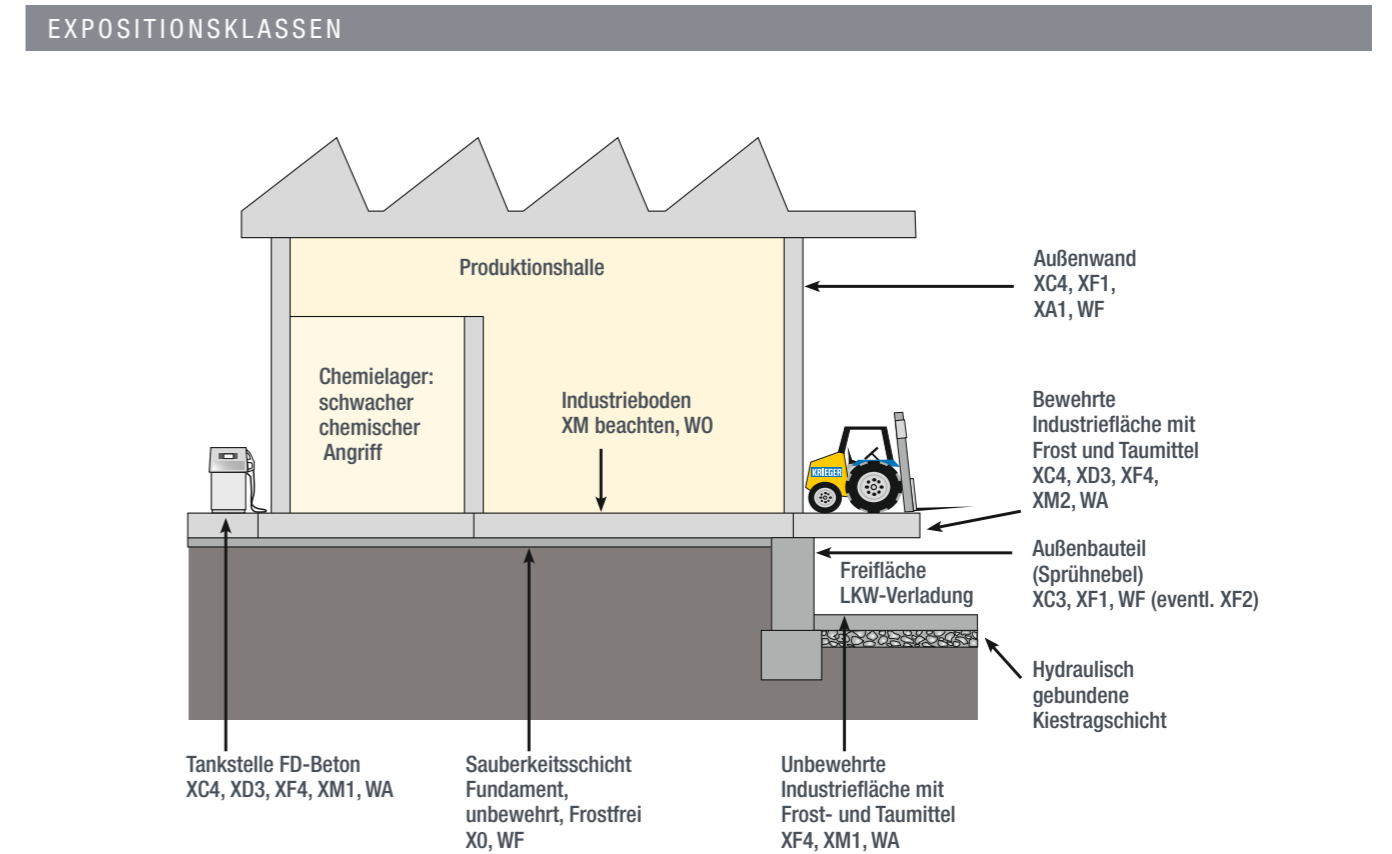 EXPOSITIONSKLASSEN
Produktionshalle
Außenwand
XC4, XF1,
XA1, WF
Chemielager:
schwacher
chemischer
Angriff
Industrieboden
XM beachten, WO
Bewehrte
Industriefläche mit
Frost und Taumittel
XC4, XD3, XF4,
XM2, WA
KRIEGER
Außenbauteil
(Sprühnebel)
XC3, XF1, WF (eventl. XF2)
Freifläche
LKW-Verladung
Hydraulisch
gebundene
Kiestragschicht
Tankstelle FD-Beton
XC4, XD3, XF4, XM1, WA
Sauberkeitsschicht
Fundament,
unbewehrt, Frostfrei
X0, WF
Unbewehrte
Industriefläche mit
Frost- und Taumittel
XF4, XM1, WA